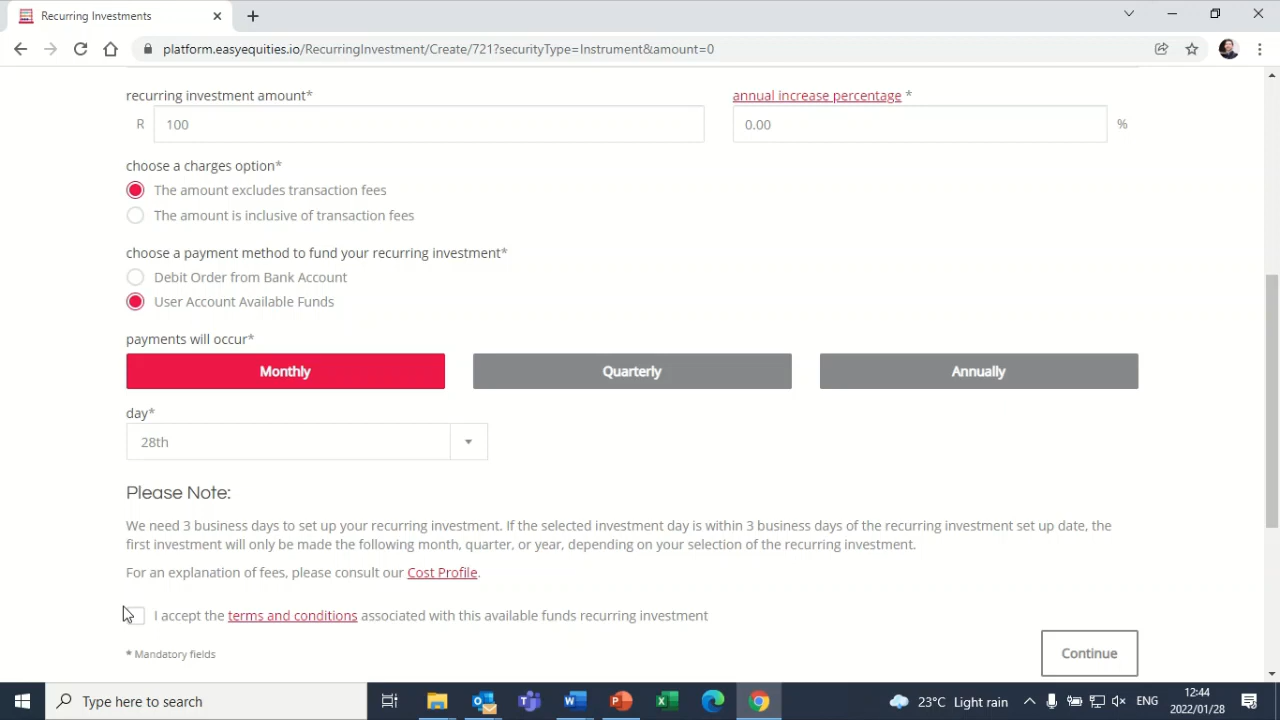 Recurring Investments
platform.easyequities.io/RecurringInvestment/Create/721?securityType=Instrument&amount=0
recurring investment amount*
annual increase percentage *
R 100
0.00 %
choose a charges option*
The amount excludes transaction fees
The amount is inclusive of transaction fees
choose a payment method to fund your recurring investment*
Debit Order from Bank Account
User Account Available Funds
payments will occur*
Monthly
Quarterly
Annually
day*
28th
Please Note:
We need 3 business days to set up your recurring investment. If the selected investment day is within 3 business days of the recurring investment set up date, the
first investment will only be made the following month, quarter, or year, depending on your selection of the recurring investment.
For an explanation of fees, please consult our Cost Profile.
I accept the terms and conditions associated with this available funds recurring investment
* Mandatory fields
Continue
Type here to search
23°C Light rain
ENG
12:44
2022/01/28